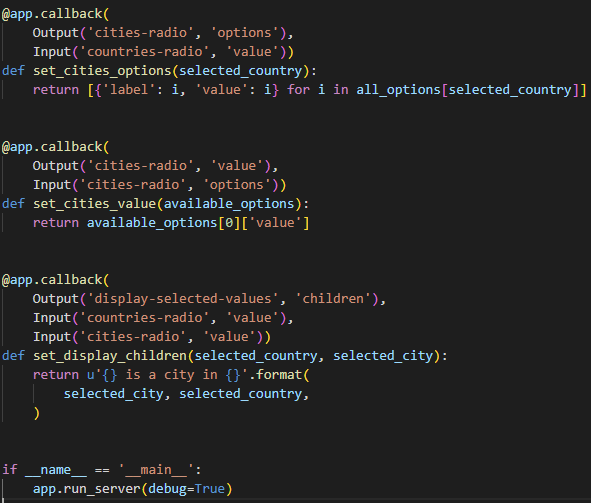 @app.callback(
    Output('cities-radio', 'options'),
    Input('countries-radio', 'value'))
def set_cities_options(selected_country):
    return [{'label': i, 'value': i} for i in all_options[selected_country]]
@app.callback(
    Output('cities-radio', 'value'),
    Input('cities-radio', 'options'))
def set_cities_value(available_options):
    return available_options[0]['value']
@app.callback(
    Output('display-selected-values', 'children'),
    Input('countries-radio', 'value'),
    Input('cities-radio', 'value'))
def set_display_children(selected_country, selected_city):
    return u'{} is a city in {}'.format(
        selected_city, selected_country,
    )
if __name__ == '__main__':
    app.run_server(debug=True)